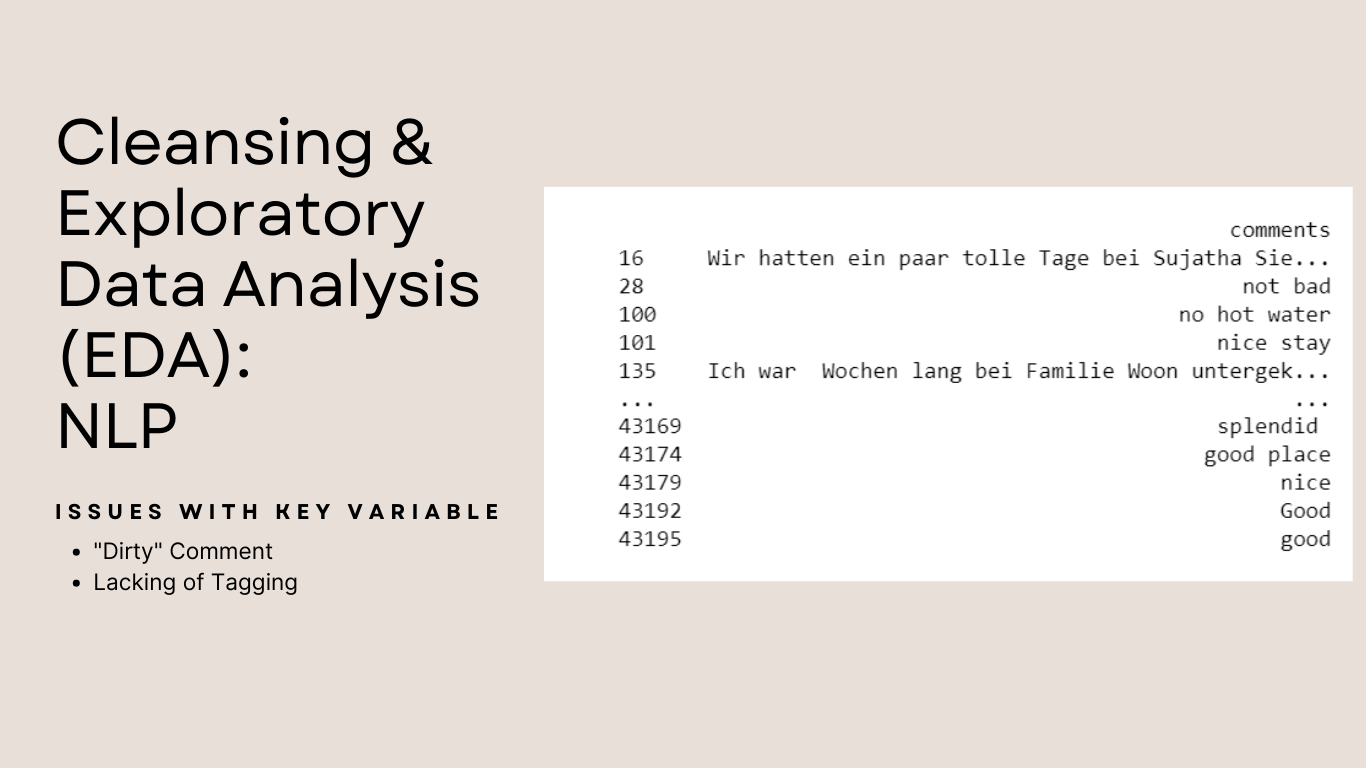 Cleansing &
Exploratory
Data Analysis
(EDA):
NLP
ISSUES WITH KEY VARIABLE
• "Dirty" Comment
• Lacking of Tagging
comments
16 Wir hatten ein paar tolle Tage bei Sujatha Sie...
28 not bad
100 no hot water
101 nice stay
135 Ich war  Wochen lang bei Familie Woon untergek...
... ...
43169 splendid
43174 good place
43179 nice
43192 Good
43195 good